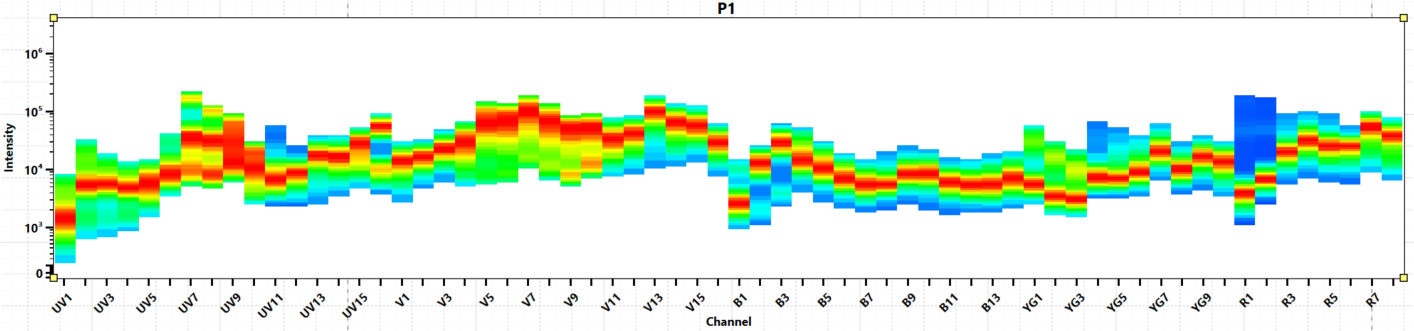 P1
10⁶
10⁵
10⁴
10³
0
Intensity
UV1 UV3 UV5 UV7 UV9 UV11 UV13 UV15 V1 V3 V5 V7 V9 V11 V13 V15 B1 B3 B5 B7 B9 B11 B13 YG1 YG3 YG5 YG7 YG9 R1 R3 R5 R7
Channel